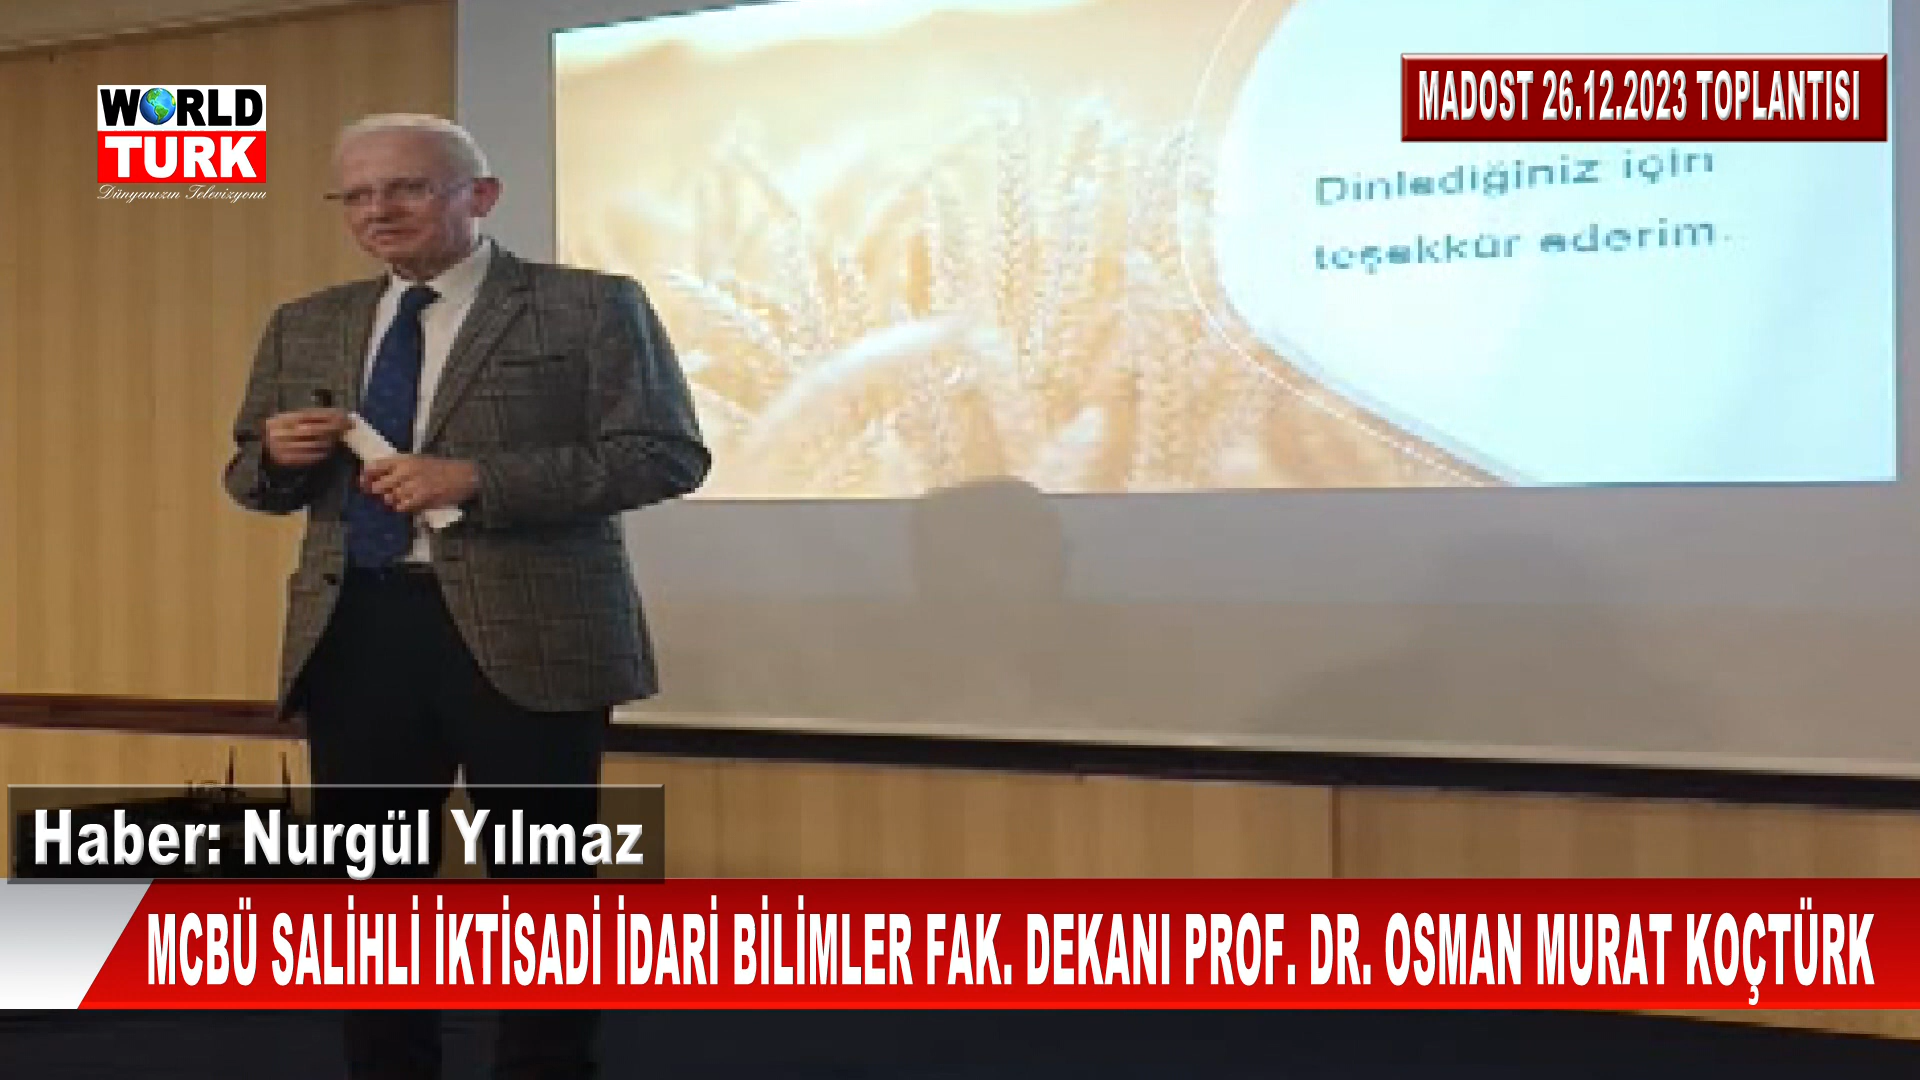 WORLD
TURK
Dünyanızın Televizyonu
MADOST 26.12.2023 TOPLANTISI
Dinlediğiniz için
teşekkür ederim.
Haber: Nurgül Yılmaz
MCBÜ SALİHLİ İKTİSADİ İDARİ BİLİMLER FAK. DEKANI PROF. DR. OSMAN MURAT KOÇTÜRK